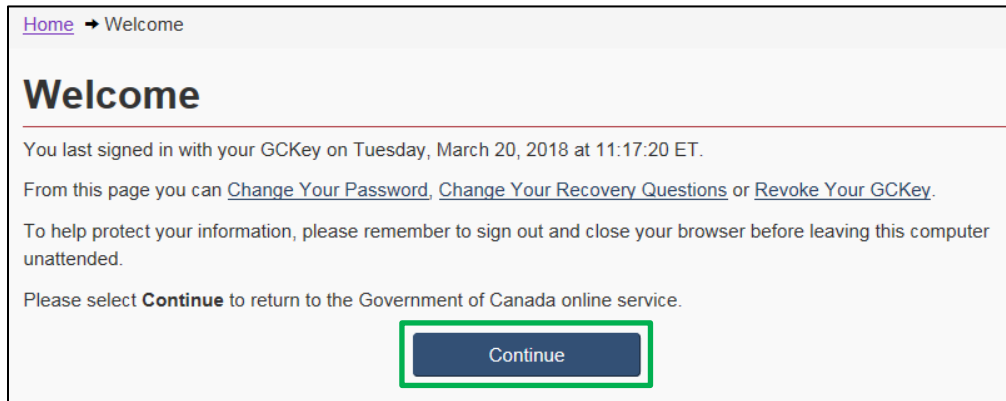 Home → Welcome
Welcome
You last signed in with your GCKey on Tuesday, March 20, 2018 at 11:17:20 ET.
From this page you can Change Your Password, Change Your Recovery Questions or Revoke Your GCKey.
To help protect your information, please remember to sign out and close your browser before leaving this computer
unattended.
Please select Continue to return to the Government of Canada online service.
Continue